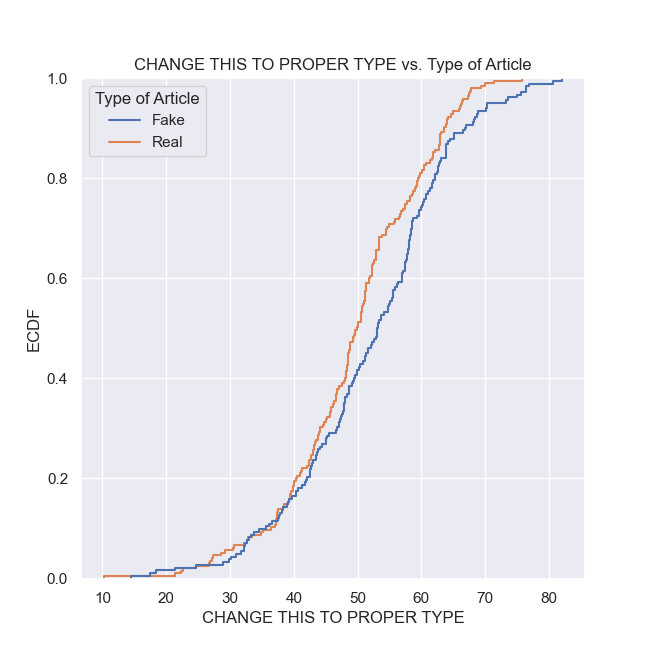 CHANGE THIS TO PROPER TYPE vs. Type of Article
1.0
Type of Article
Fake
Real
0.8
0.6
ECDF
0.4
0.2
0.0
10 20 30 40 50 60 70 80
CHANGE THIS TO PROPER TYPE